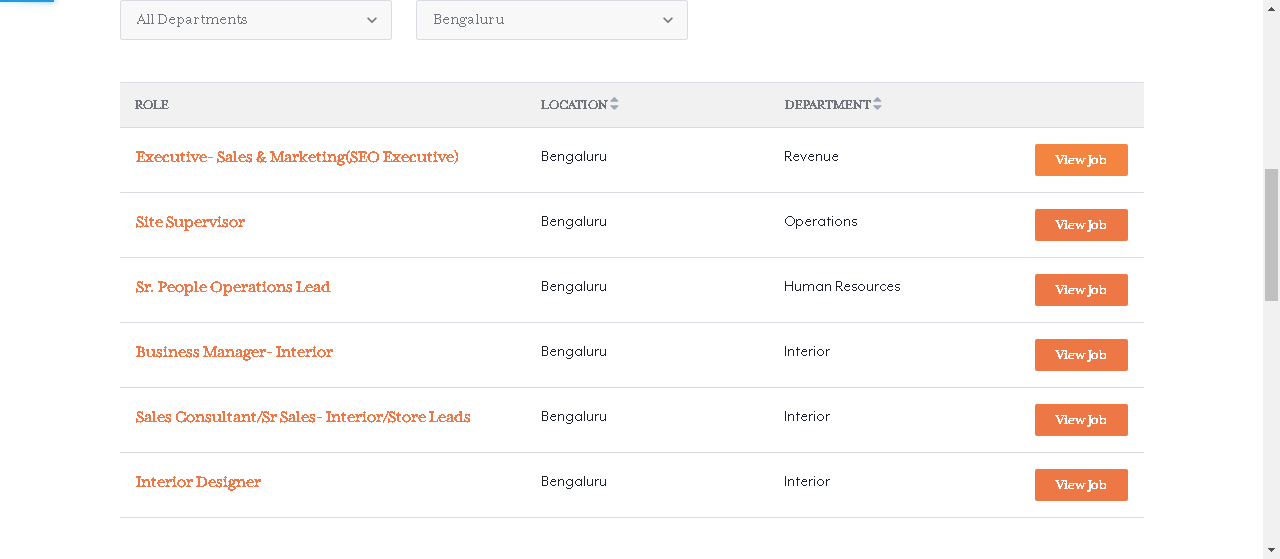 All Departments Bengaluru
ROLE LOCATION DEPARTMENT
Executive- Sales & Marketing(SEO Executive) Bengaluru Revenue View Job
Site Supervisor Bengaluru Operations View Job
Sr. People Operations Lead Bengaluru Human Resources View Job
Business Manager- Interior Bengaluru Interior View Job
Sales Consultant/Sr Sales- Interior/Store Leads Bengaluru Interior View Job
Interior Designer Bengaluru Interior View Job